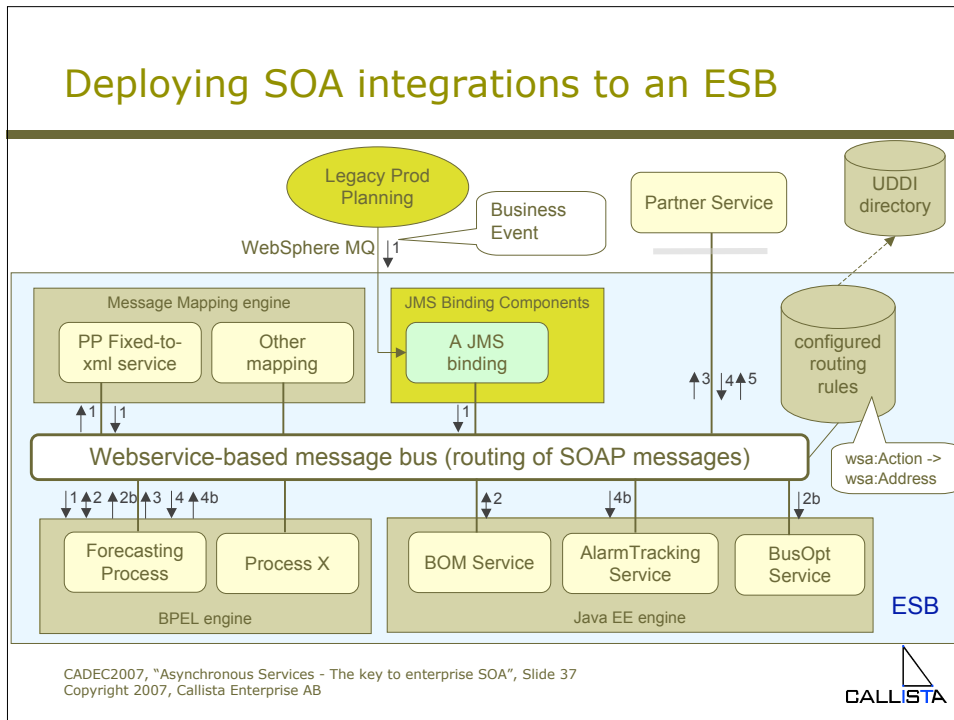 Deploying SOA integrations to an ESB
Legacy Prod
Planning
Business
Event
WebSphere MQ
1
Partner Service
UDDI
directory
Message Mapping engine
PP Fixed-to-
xml service
Other
mapping
JMS Binding Components
A JMS
binding
configured
routing
rules
3 4 5
1 1
1
wsa:Action ->
wsa:Address
Webservice-based message bus (routing of SOAP messages)
1 2 2b 3 4 4b
2
4b
2b
Forecasting
Process
Process X
BPEL engine
BOM Service
AlarmTracking
Service
BusOpt
Service
Java EE engine
ESB
CADEC2007, “Asynchronous Services - The key to enterprise SOA”, Slide 37
Copyright 2007, Callista Enterprise AB
CALLISTA